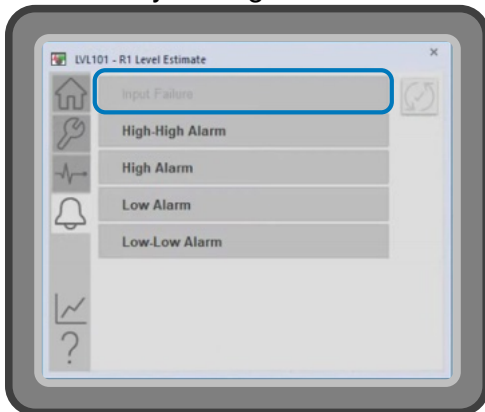 LVL101 - R1 Level Estimate
Input Failure
High-High Alarm
High Alarm
Low Alarm
Low-Low Alarm
?